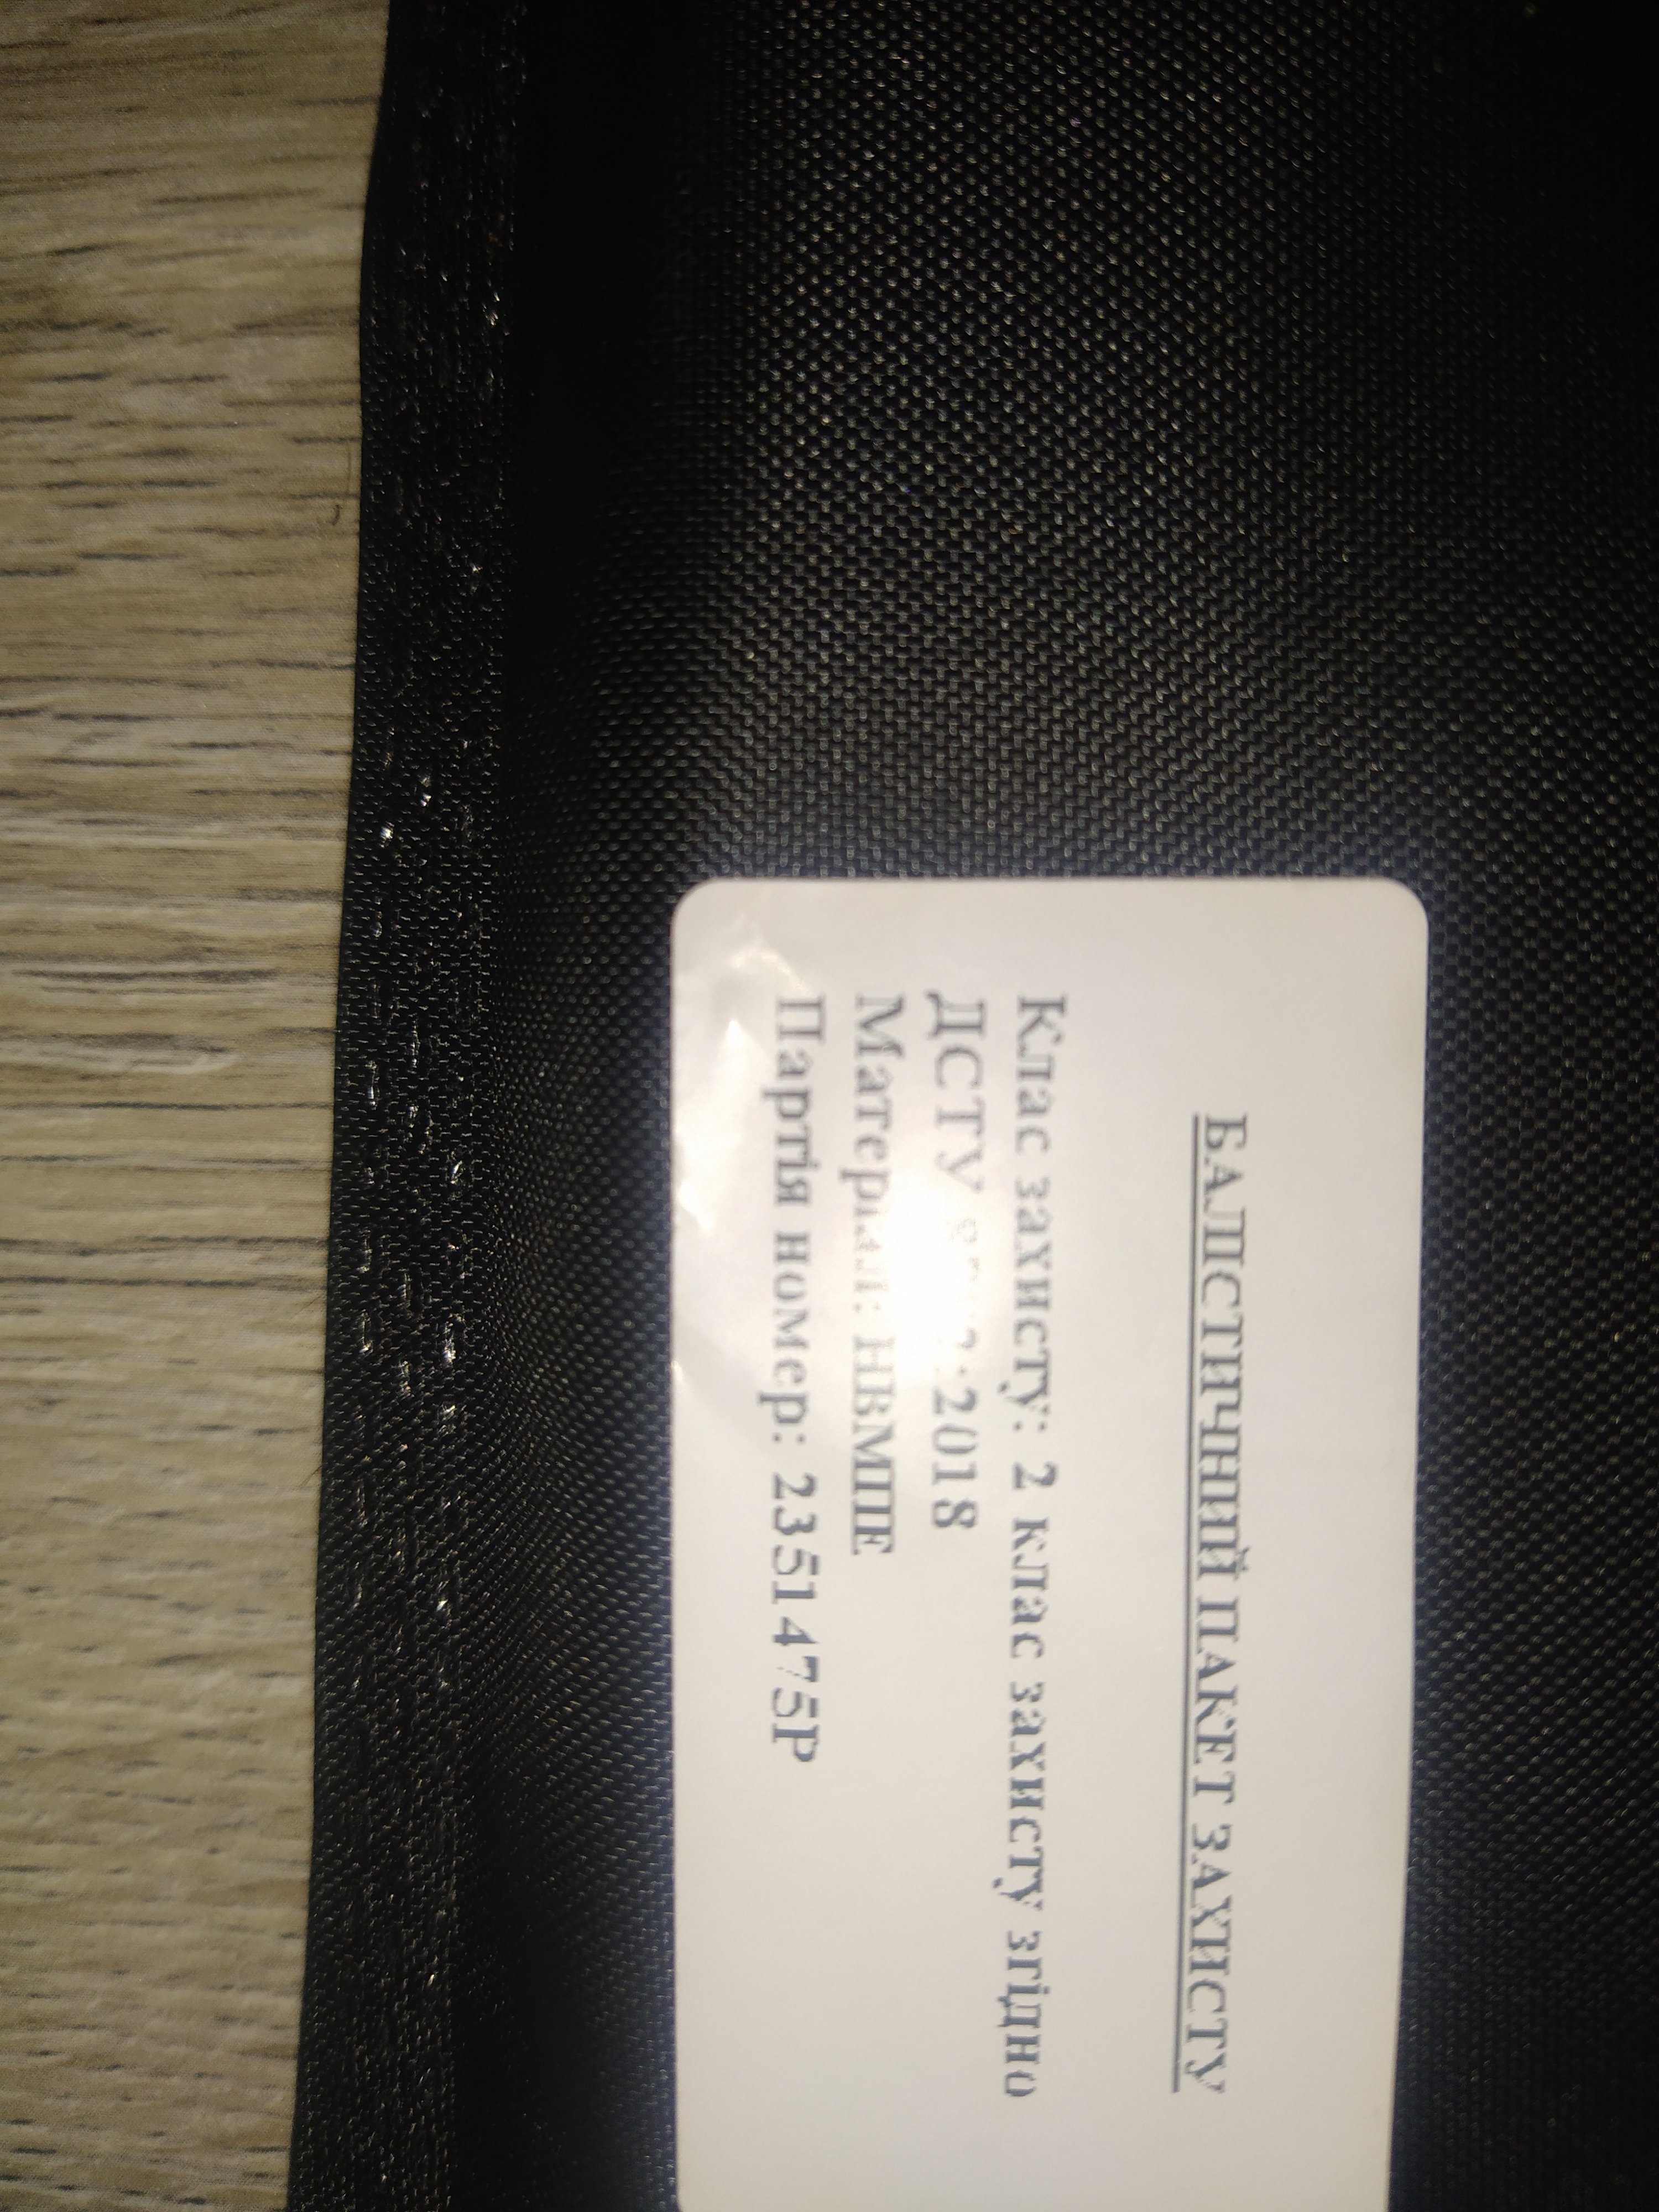 БАЛІСТИЧНИЙ ПАКЕТ ЗАХИСТУ
Клас захисту: 2 клас захисту згідно
ДСТУ :2018
Матеріал: НВМПЕ
Партія номер: 2351475Р